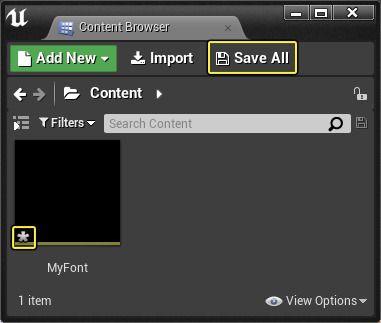 Content Browser
Add New Import Save All
Content
Filters Search Content
MyFont
1 item View Options